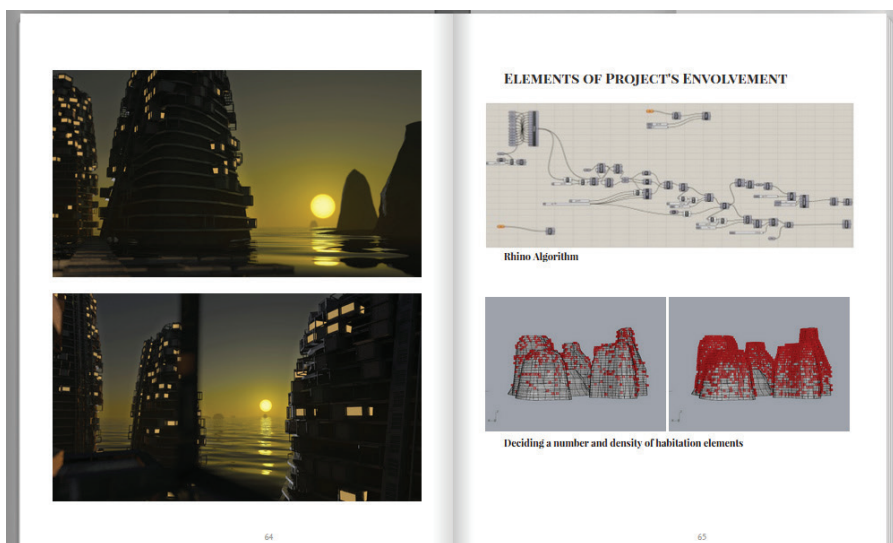 ELEMENTS OF PROJECT'S ENVOLVEMENT
Rhino Algorithm
Deciding a number and density of habitation elements
64
65